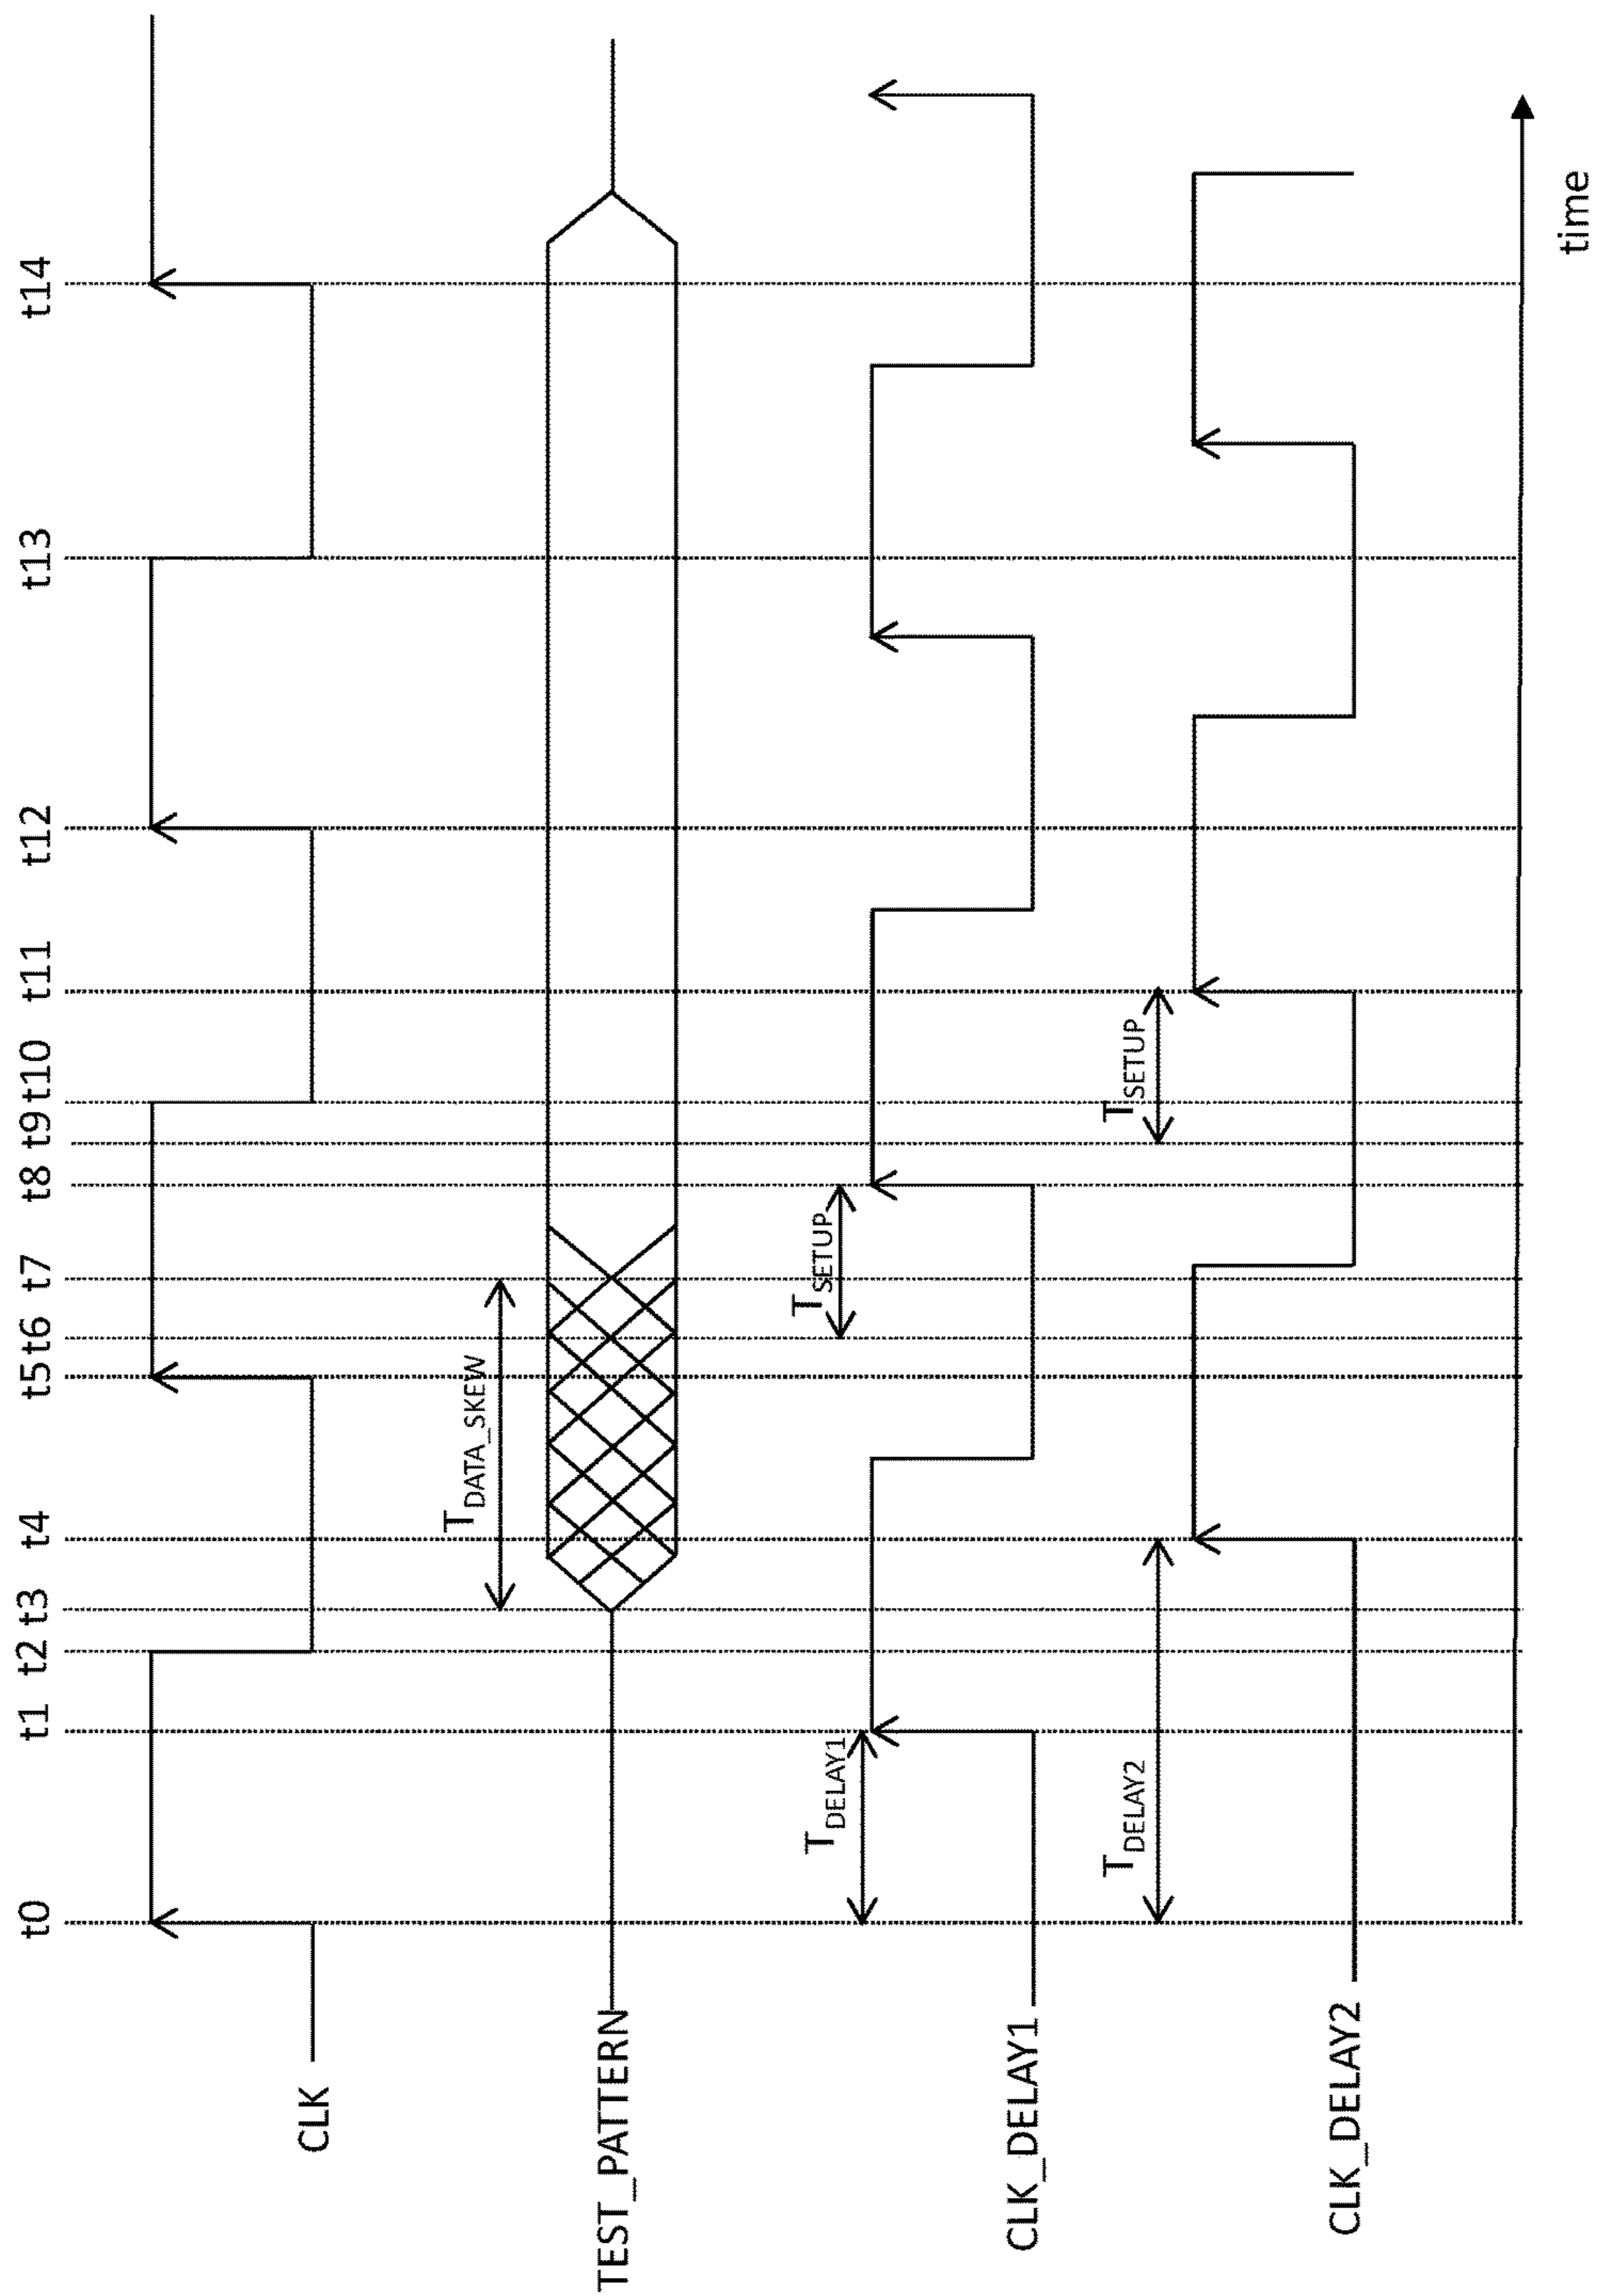 t0 t1 t2 t3 t4 t5 t6 t7 t8 t9 t10 t11 t12 t13 t14
CLK
TDATA_SKEW
TEST_PATTERN
TDELAY1
TSETUP
CLK_DELAY1
TDELAY2
TSETUP
CLK_DELAY2
time